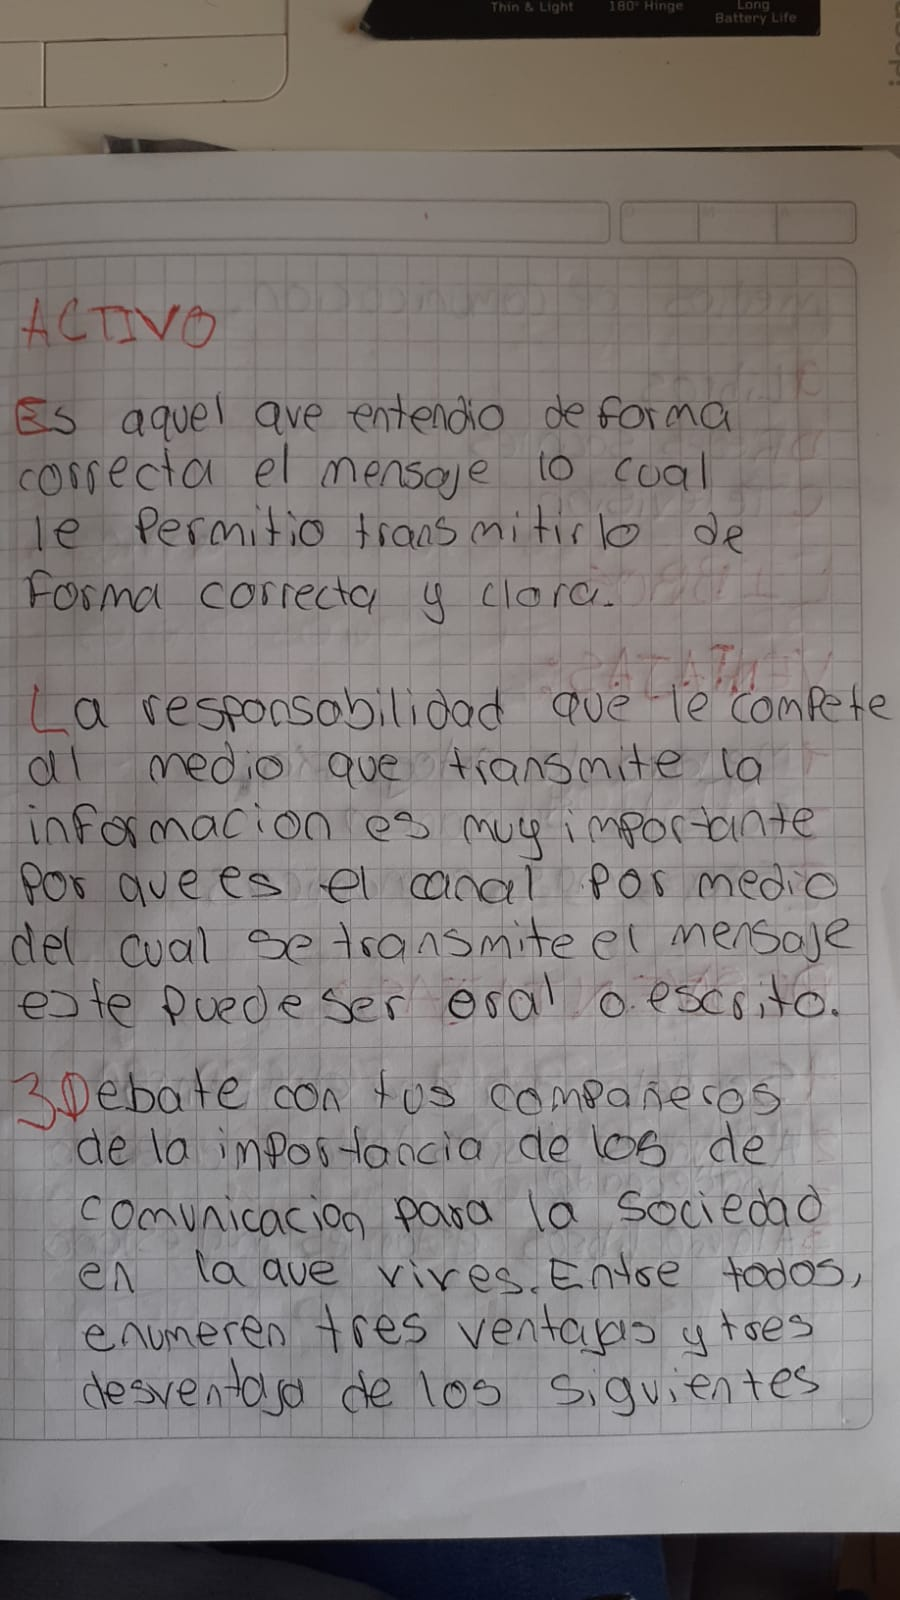 Thin & Light 180° Hinge Long Battery Life
ACTIVO
Es aquel que entendio de forma
correcta el mensaje lo cual
le permitio transmitirlo de
Forma correcta y clara.
La responsabilidad que le compete
al medio que transmite la
informacion es muy importante
Por que es el canal por medio
del cual se transmite el mensaje
este puede ser oral o escrito.
3 Debate con tus compañeros
de la importancia de los de
comunicacion para la sociedad
en la que vives. Entre todos,
enumeren tres ventajas y tres
desventaja de los siguientes